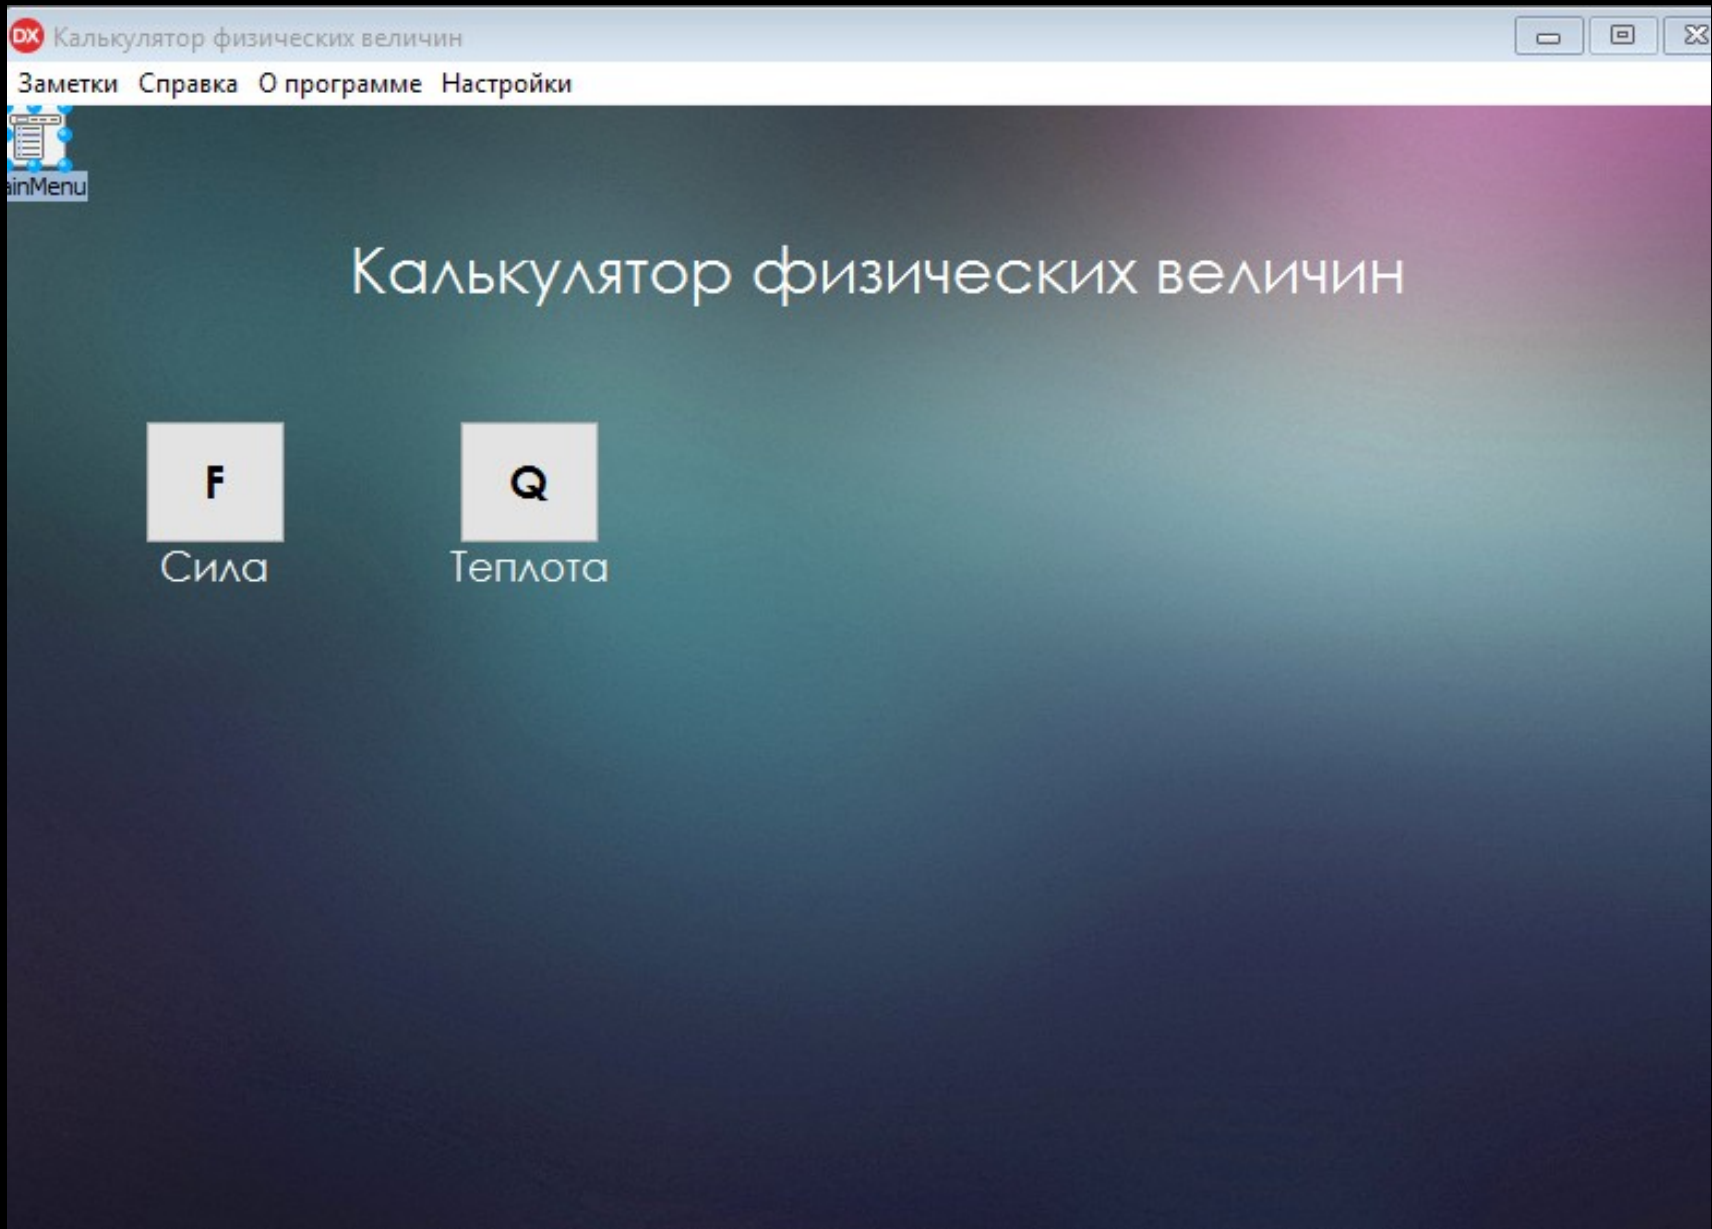 DX Калькулятор физических величин
Заметки Справка О программе Настройки
ainMenu
Калькулятор физических величин
F Q
Сила Теплота